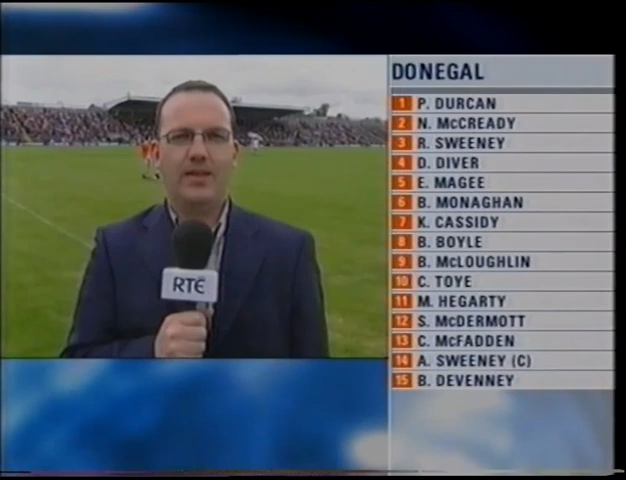 DONEGAL
1 P. DURCAN
2 N. McCREADY
3 R. SWEENEY
4 D. DIVER
5 E. MAGEE
6 B. MONAGHAN
7 K. CASSIDY
8 B. BOYLE
9 B. McLOUGHLIN
10 C. TOYE
11 M. HEGARTY
12 S. McDERMOTT
13 C. McFADDEN
14 A. SWEENEY (C)
15 B. DEVENNEY
RTÉ